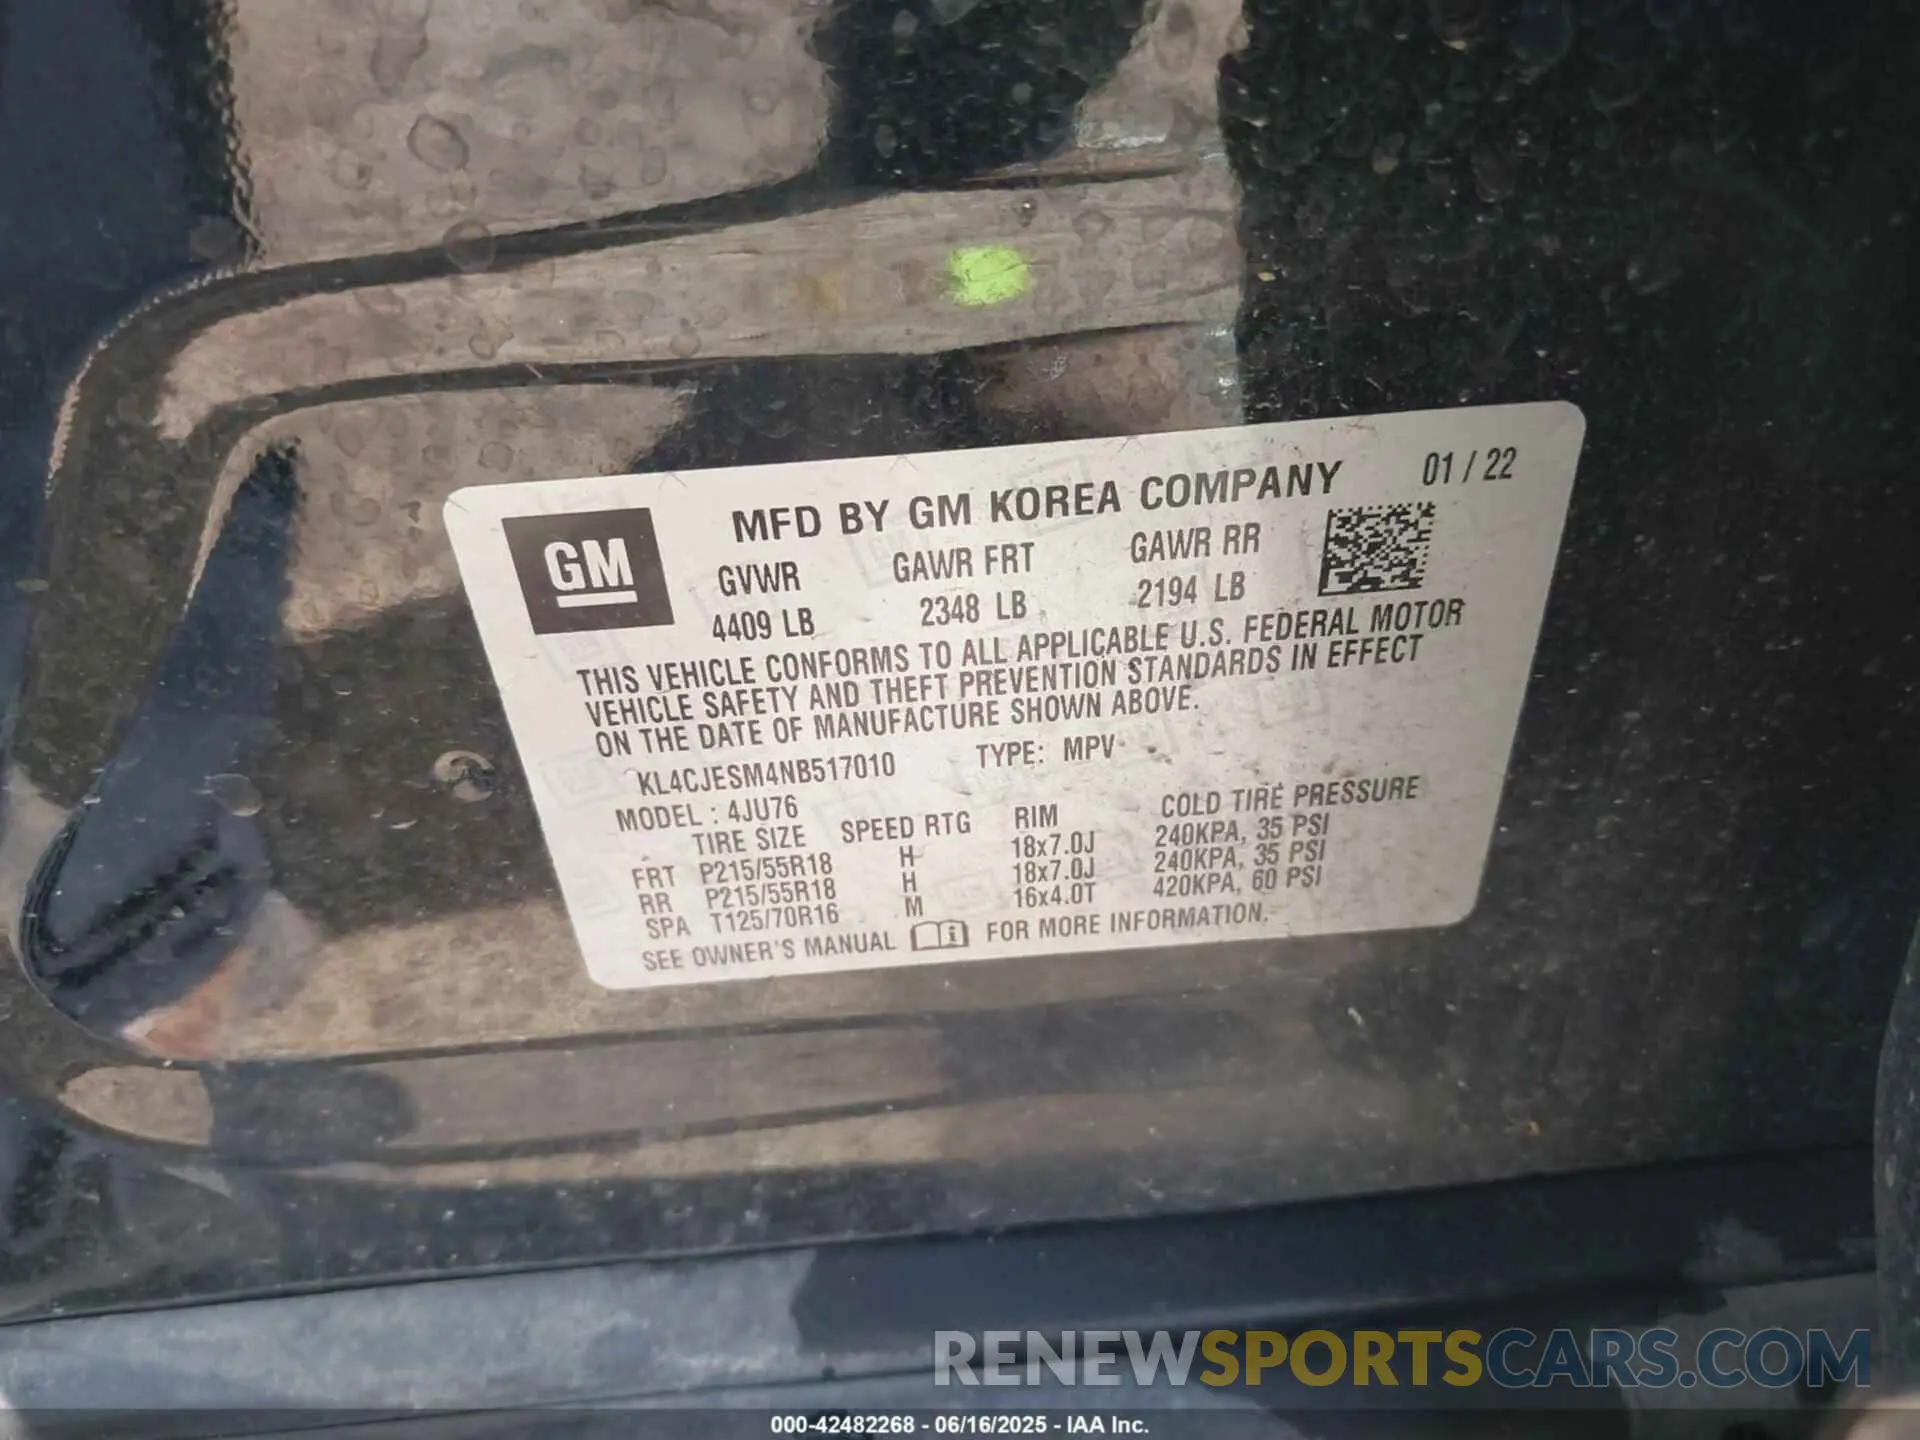 GM
MFD BY GM KOREA COMPANY 01 / 22
GVWR GAWR FRT GAWR RR
4409 LB 2348 LB 2194 LB
THIS VEHICLE CONFORMS TO ALL APPLICABLE U.S. FEDERAL MOTOR
VEHICLE SAFETY AND THEFT PREVENTION STANDARDS IN EFFECT
ON THE DATE OF MANUFACTURE SHOWN ABOVE.
KL4CJESM4NB517010 TYPE: MPV
MODEL : 4JU76
TIRE SIZE SPEED RTG RIM COLD TIRE PRESSURE
FRT P215/55R18 H 18x7.0J 240KPA, 35 PSI
RR P215/55R18 H 18x7.0J 240KPA, 35 PSI
SPA T125/70R16 M 16x4.0T 420KPA, 60 PSI
SEE OWNER'S MANUAL FOR MORE INFORMATION.
RENEWSPORTSCARS.COM
000-42482268 - 06/16/2025 - IAA Inc.